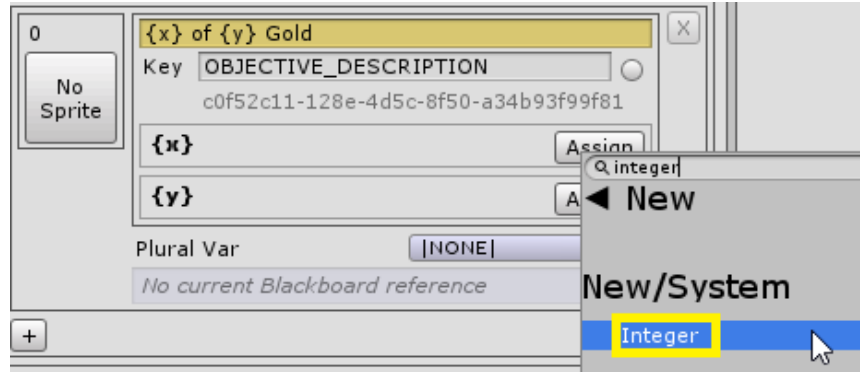 0
No
Sprite
{x} of {y} Gold
X
Key OBJECTIVE_DESCRIPTION
c0f52c11-128e-4d5c-8f50-a34b93f99f81
{x}
Assign
{y}
A
Plural Var |NONE|
No current Blackboard reference
+
integer
◀ New
New/System
Integer